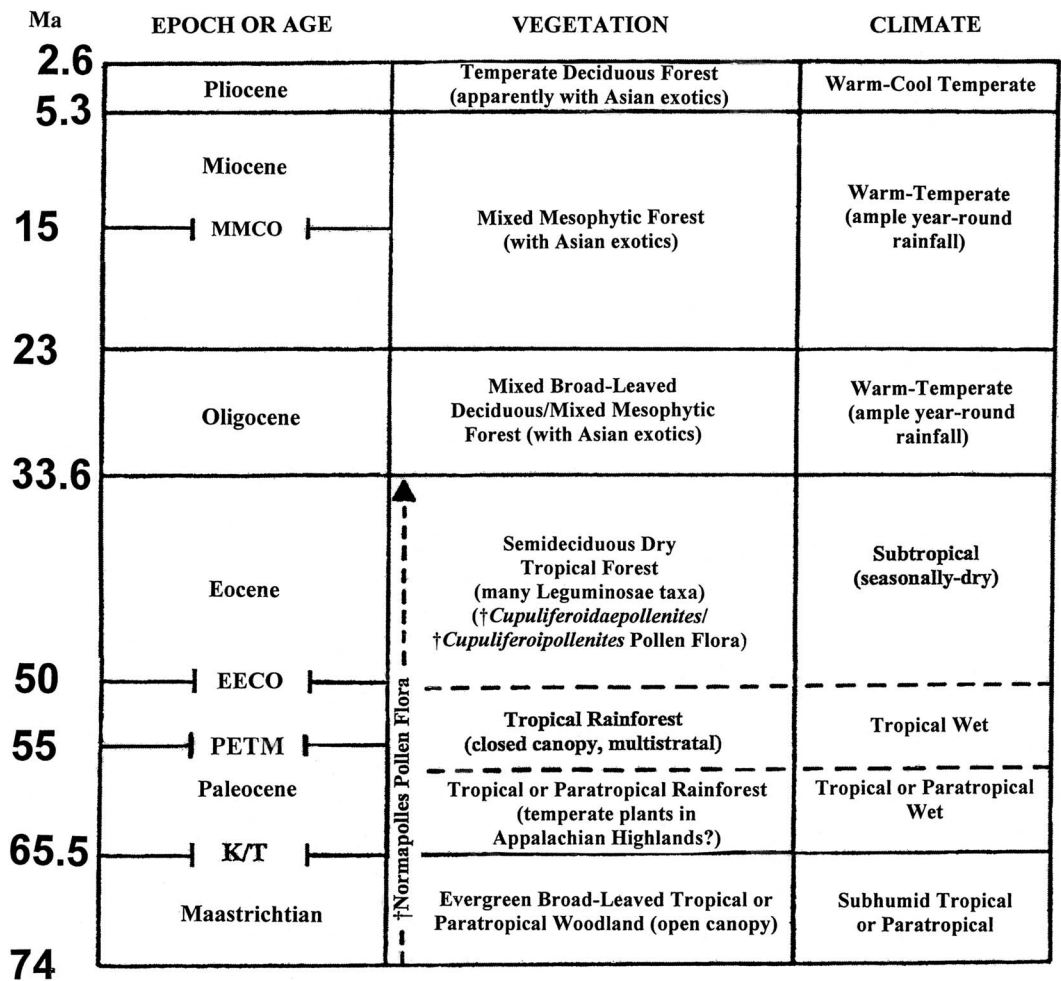 Ma
EPOCH OR AGE
VEGETATION
CLIMATE
2.6
Pliocene
Temperate Deciduous Forest
(apparently with Asian exotics)
Warm-Cool Temperate
5.3
Miocene
15
MMCO
Mixed Mesophytic Forest
(with Asian exotics)
Warm-Temperate
(ample year-round
rainfall)
23
Oligocene
Mixed Broad-Leaved
Deciduous/Mixed Mesophytic
Forest (with Asian exotics)
Warm-Temperate
(ample year-round
rainfall)
33.6
Eocene
Semideciduous Dry
Tropical Forest
(many Leguminosae taxa)
(†Cupuliferoidaepollenites/
†Cupuliferoipollenites Pollen Flora)
Subtropical
(seasonally-dry)
50
EECO
Tropical Rainforest
(closed canopy, multistratal)
Tropical Wet
55
PETM
Paleocene
Tropical or Paratropical Rainforest
(temperate plants in
Appalachian Highlands?)
Tropical or Paratropical
Wet
65.5
K/T
†Normapolles Pollen Flora
Maastrichtian
Evergreen Broad-Leaved Tropical or
Paratropical Woodland (open canopy)
Subhumid Tropical
or Paratropical
74